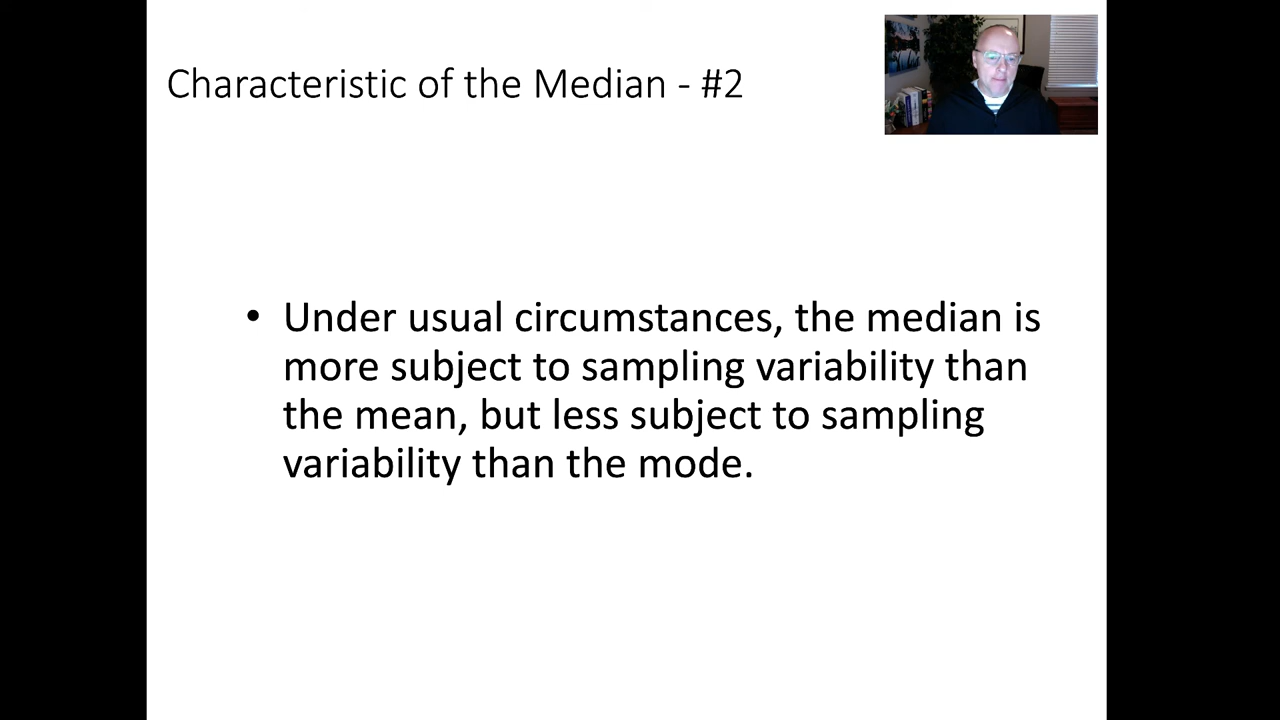 Characteristic of the Median - #2
• Under usual circumstances, the median is
more subject to sampling variability than
the mean, but less subject to sampling
variability than the mode.